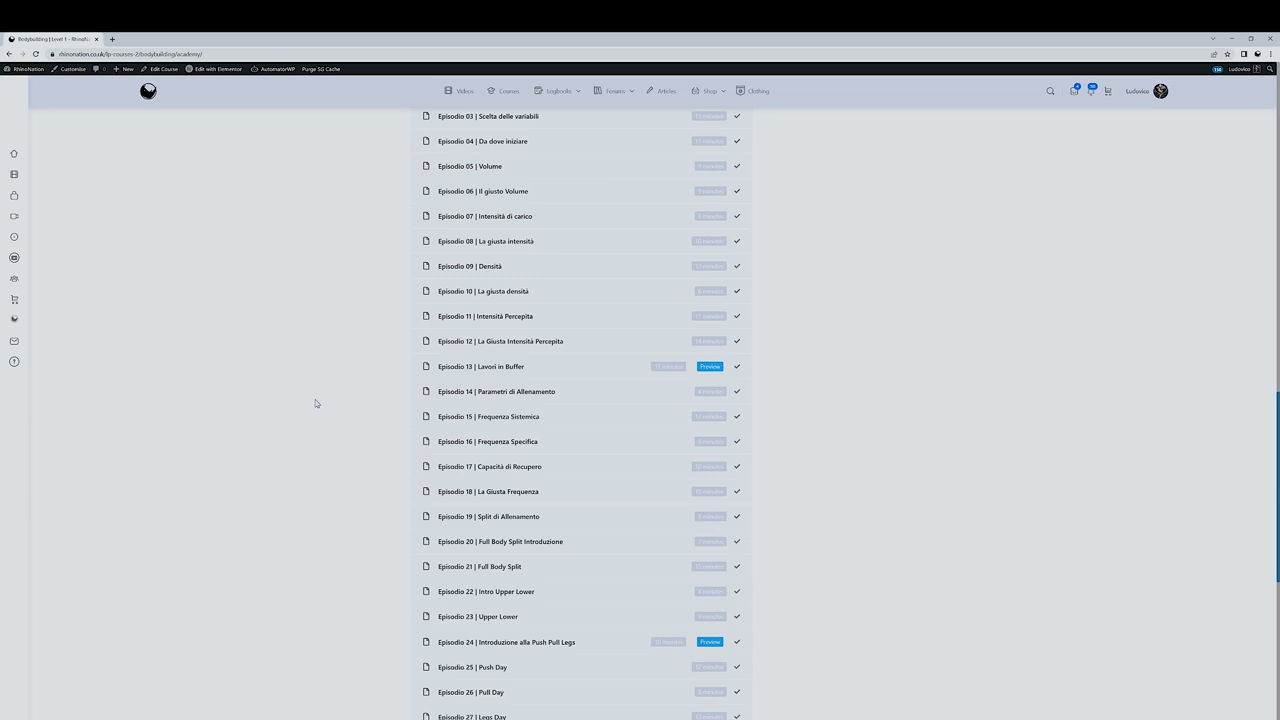 Bodybuilding | Level 1 - RhinoNa
rhinonation.co.uk/lp-courses-2/bodybuilding/academy/
RhinoNation Customise 0 New Edit Course Edit with Elementor AutomatorWP Purge SG Cache Ludovico
Videos Courses Logbooks Forums Articles Shop Clothing Ludovico
Episodio 03 | Scelta delle variabili
Episodio 04 | Da dove iniziare
Episodio 05 | Volume
Episodio 06 | Il giusto Volume
Episodio 07 | Intensità di carico
Episodio 08 | La giusta intensità
Episodio 09 | Densità
Episodio 10 | La giusta densità
Episodio 11 | Intensità Percepita
Episodio 12 | La Giusta Intensità Percepita
Episodio 13 | Lavori in Buffer Preview
Episodio 14 | Parametri di Allenamento
Episodio 15 | Frequenza Sistemica
Episodio 16 | Frequenza Specifica
Episodio 17 | Capacità di Recupero
Episodio 18 | La Giusta Frequenza
Episodio 19 | Split di Allenamento
Episodio 20 | Full Body Split Introduzione
Episodio 21 | Full Body Split
Episodio 22 | Intro Upper Lower
Episodio 23 | Upper Lower
Episodio 24 | Introduzione alla Push Pull Legs Preview
Episodio 25 | Push Day
Episodio 26 | Pull Day
Episodio 27 | Legs Day